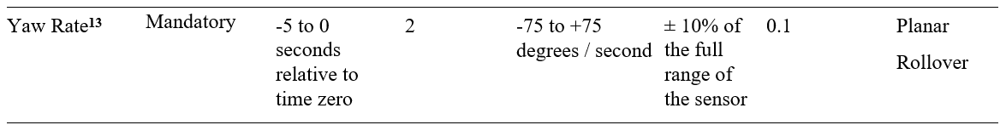 Yaw Rate¹³ Mandatory -5 to 0 2 -75 to +75 ± 10% of 0.1 Planar
seconds degrees / second the full Rollover
relative to range of
time zero the sensor